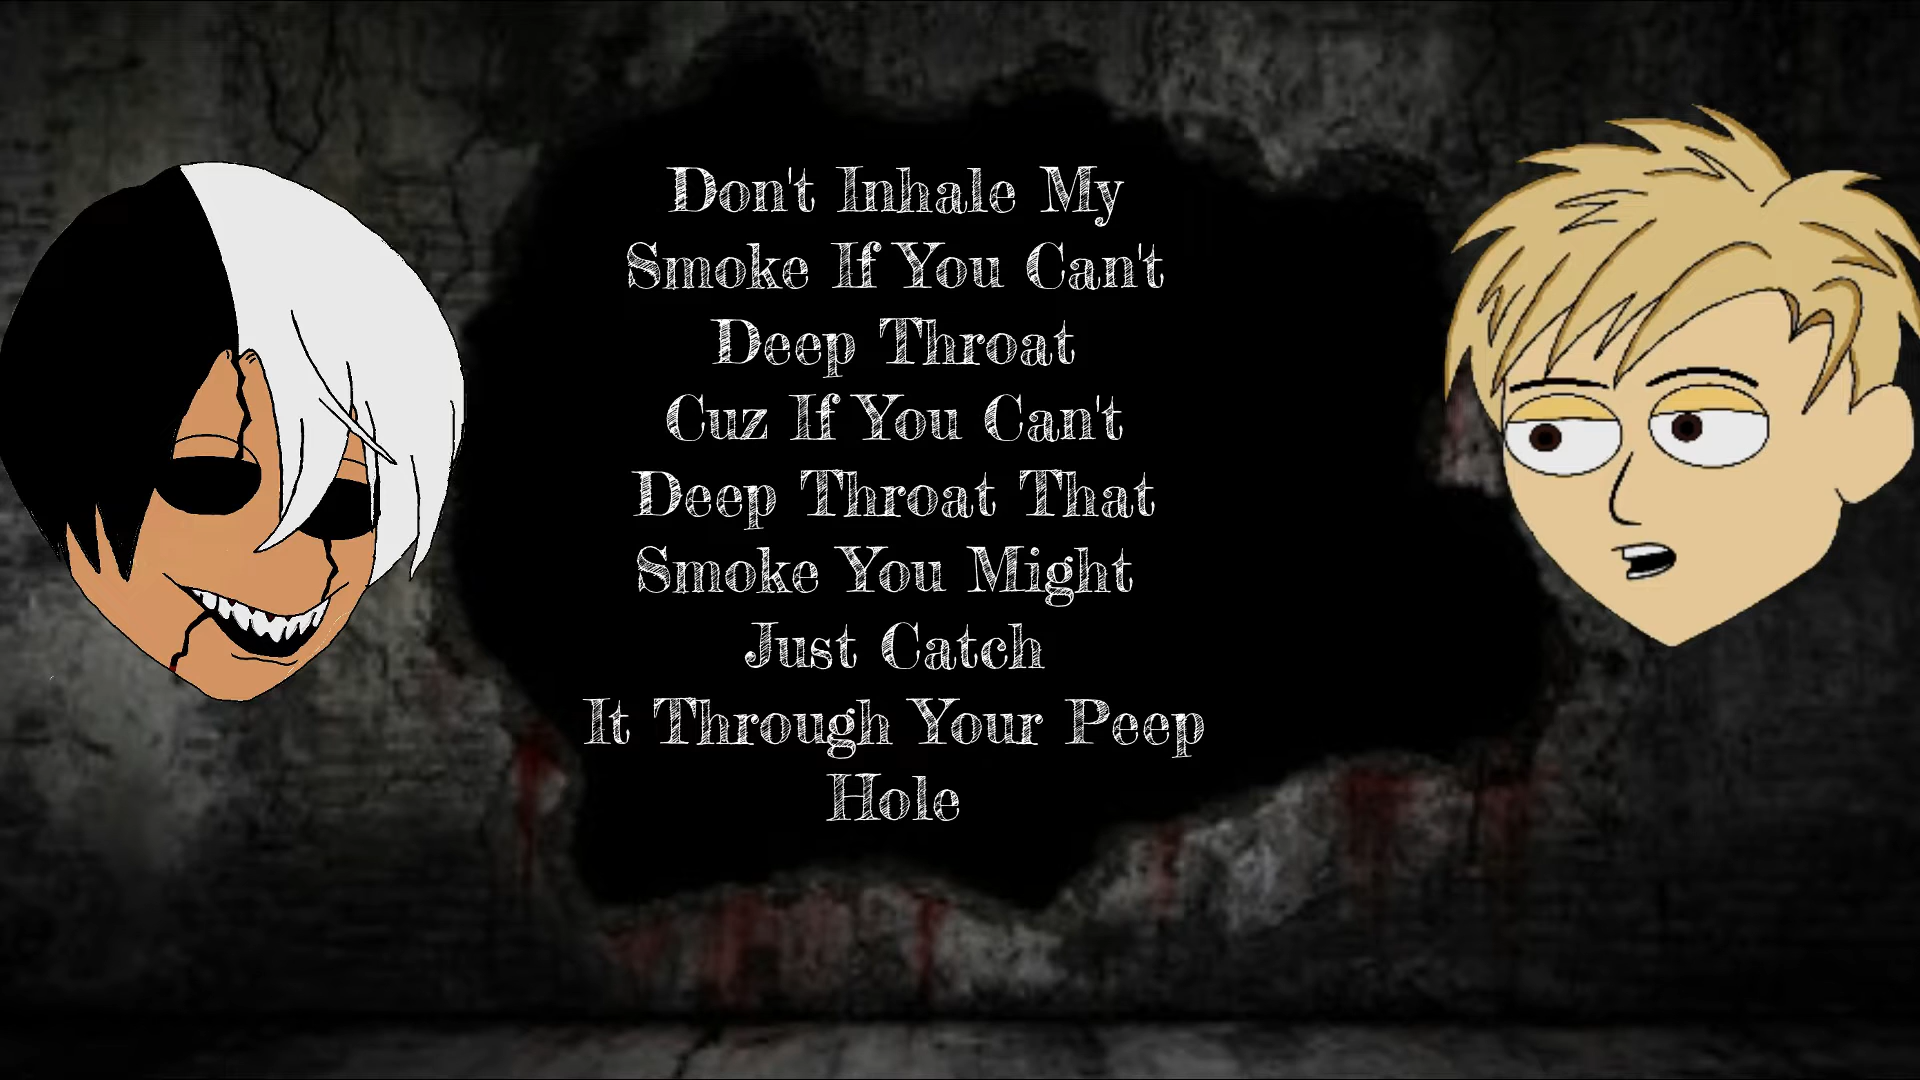 Don't Inhale My
Smoke If You Can't
Deep Throat
Cuz If You Can't
Deep Throat That
Smoke You Might
Just Catch
It Through Your Peep
Hole